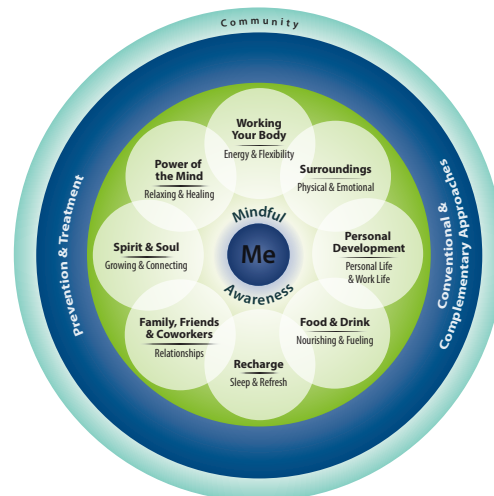 Community
Prevention & Treatment
Conventional &
Complementary Approaches
Working
Your Body
Energy & Flexibility
Surroundings
Physical & Emotional
Personal
Development
Personal Life
& Work Life
Food & Drink
Nourishing & Fueling
Recharge
Sleep & Refresh
Family, Friends
& Coworkers
Relationships
Spirit & Soul
Growing & Connecting
Power of
the Mind
Relaxing & Healing
Mindful
Me
Awareness